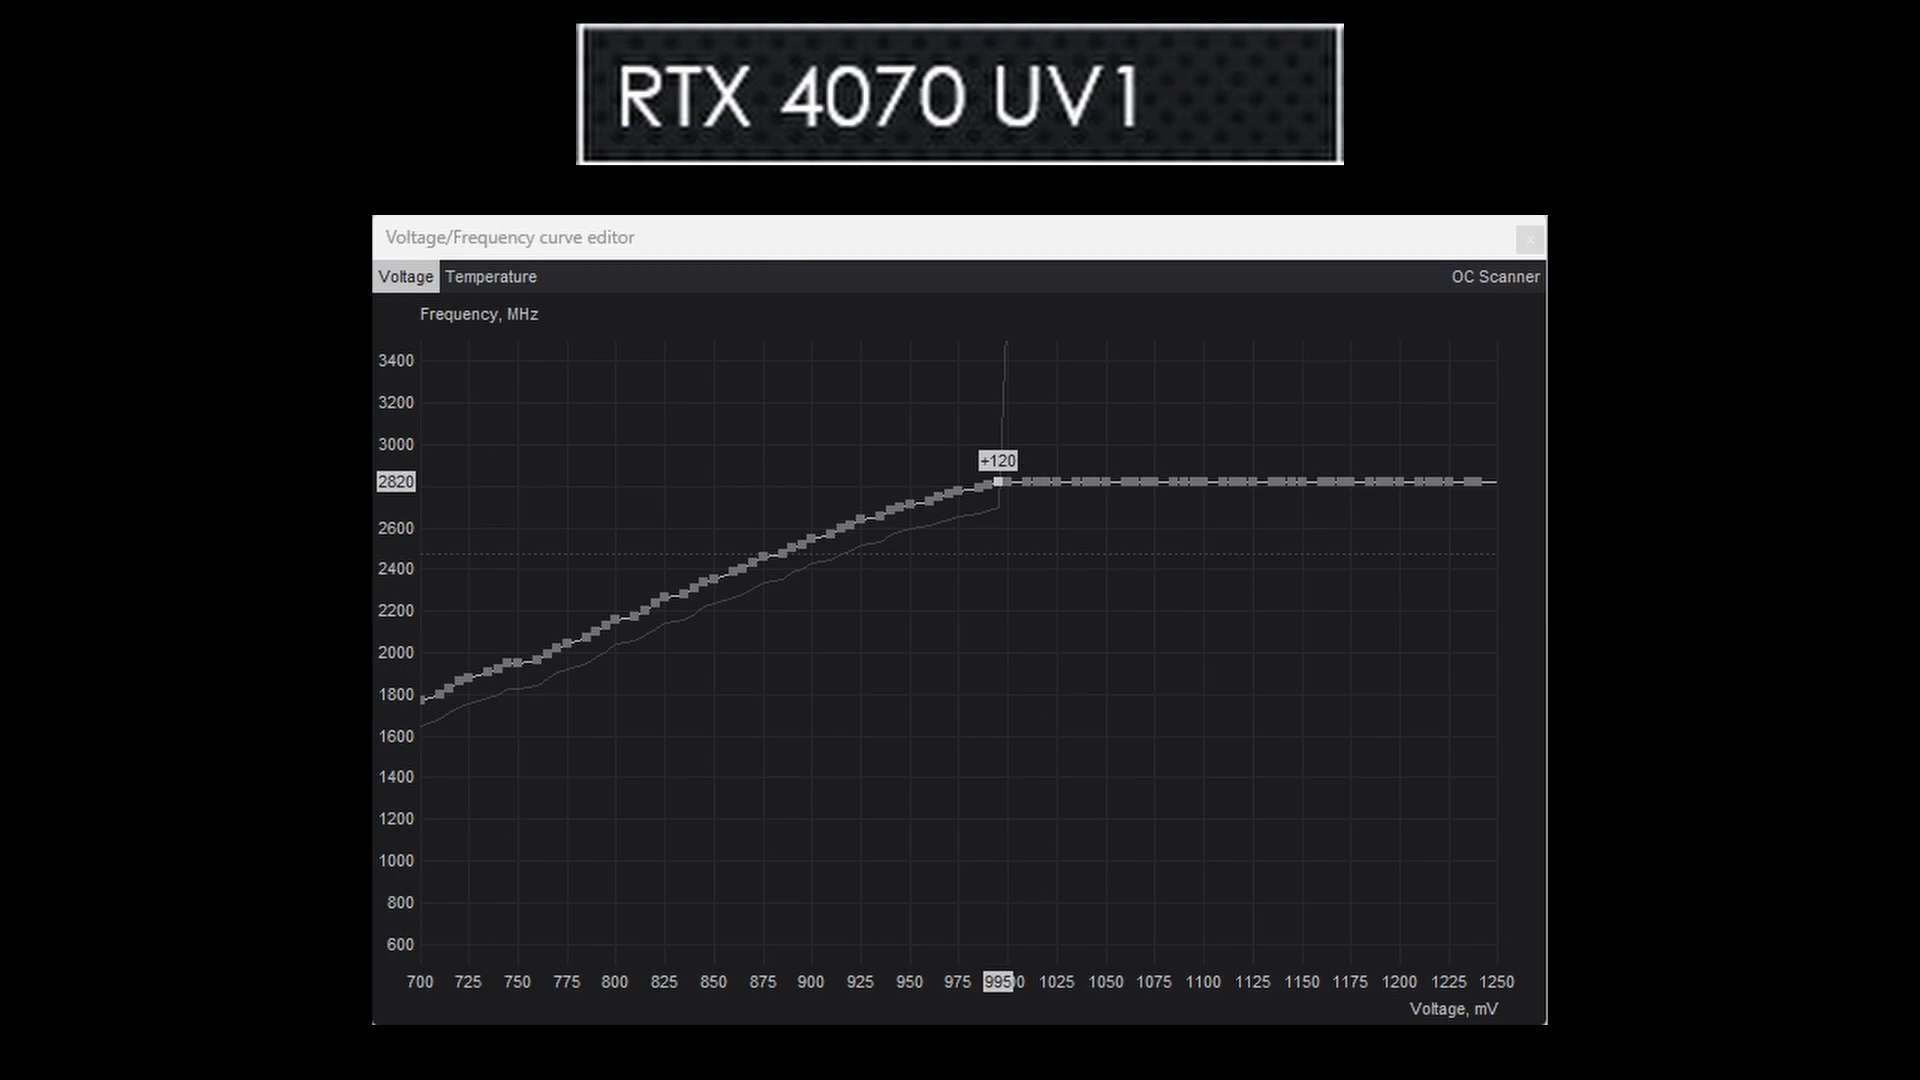 RTX 4070 UV1
Voltage/Frequency curve editor
x
Voltage Temperature OC Scanner
Frequency, MHz
3400
3200
3000
+120
2820
2600
2400
2200
2000
1800
1600
1400
1200
1000
800
600
700 725 750 775 800 825 850 875 900 925 950 975 995 1025 1050 1075 1100 1125 1150 1175 1200 1225 1250
Voltage, mV